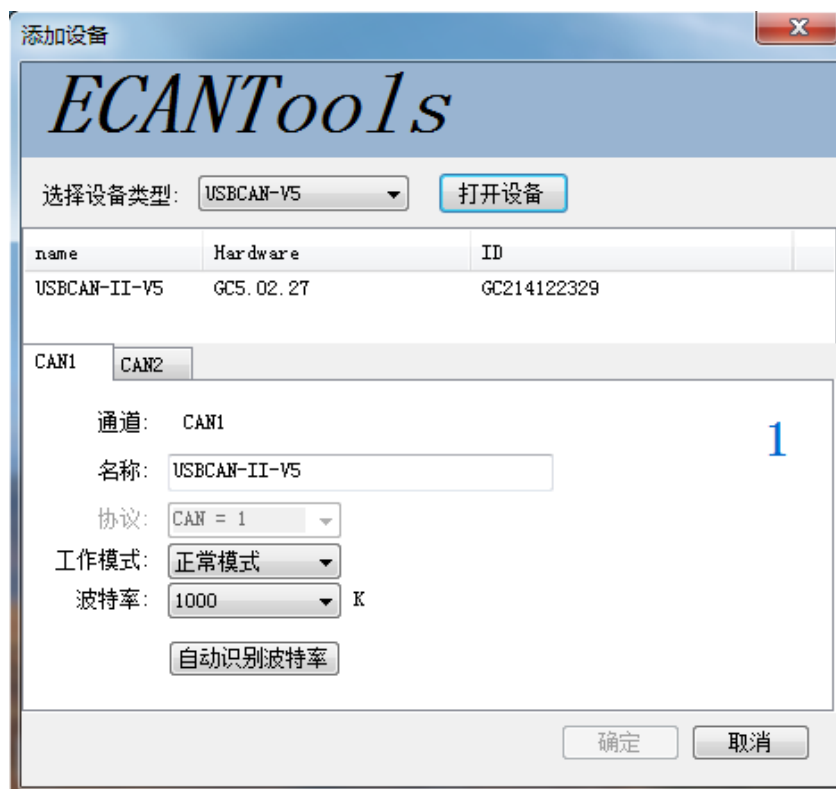 添加设备
ECANTools
选择设备类型: USBCAN-V5 打开设备
name Hardware ID
USBCAN-II-V5 GC5.02.27 GC214122329
CAN1 CAN2
通道: CAN1
1
名称: USBCAN-II-V5
协议: CAN = 1
工作模式: 正常模式
波特率: 1000 K
自动识别波特率
确定 取消